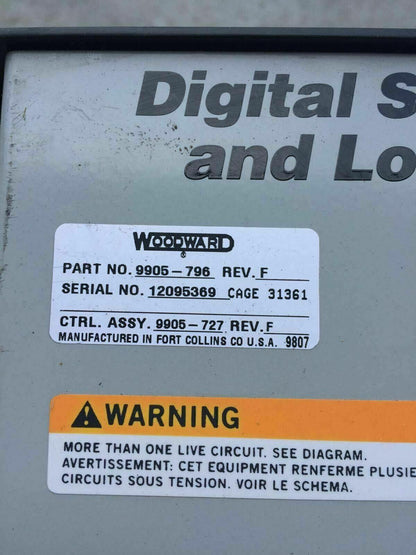 Digital S
and Lo
WOODWARD
®
PART NO. 9905-796 REV. F
SERIAL NO. 12095369 CAGE 31361
CTRL. ASSY. 9905-727 REV. F
MANUFACTURED IN FORT COLLINS CO U.S.A. 9807
WARNING
MORE THAN ONE LIVE CIRCUIT. SEE DIAGRAM.
AVERTISSEMENT: CET EQUIPMENT RENFERME PLUSIE
CIRCUITS SOUS TENSION. VOIR LE SCHEMA.